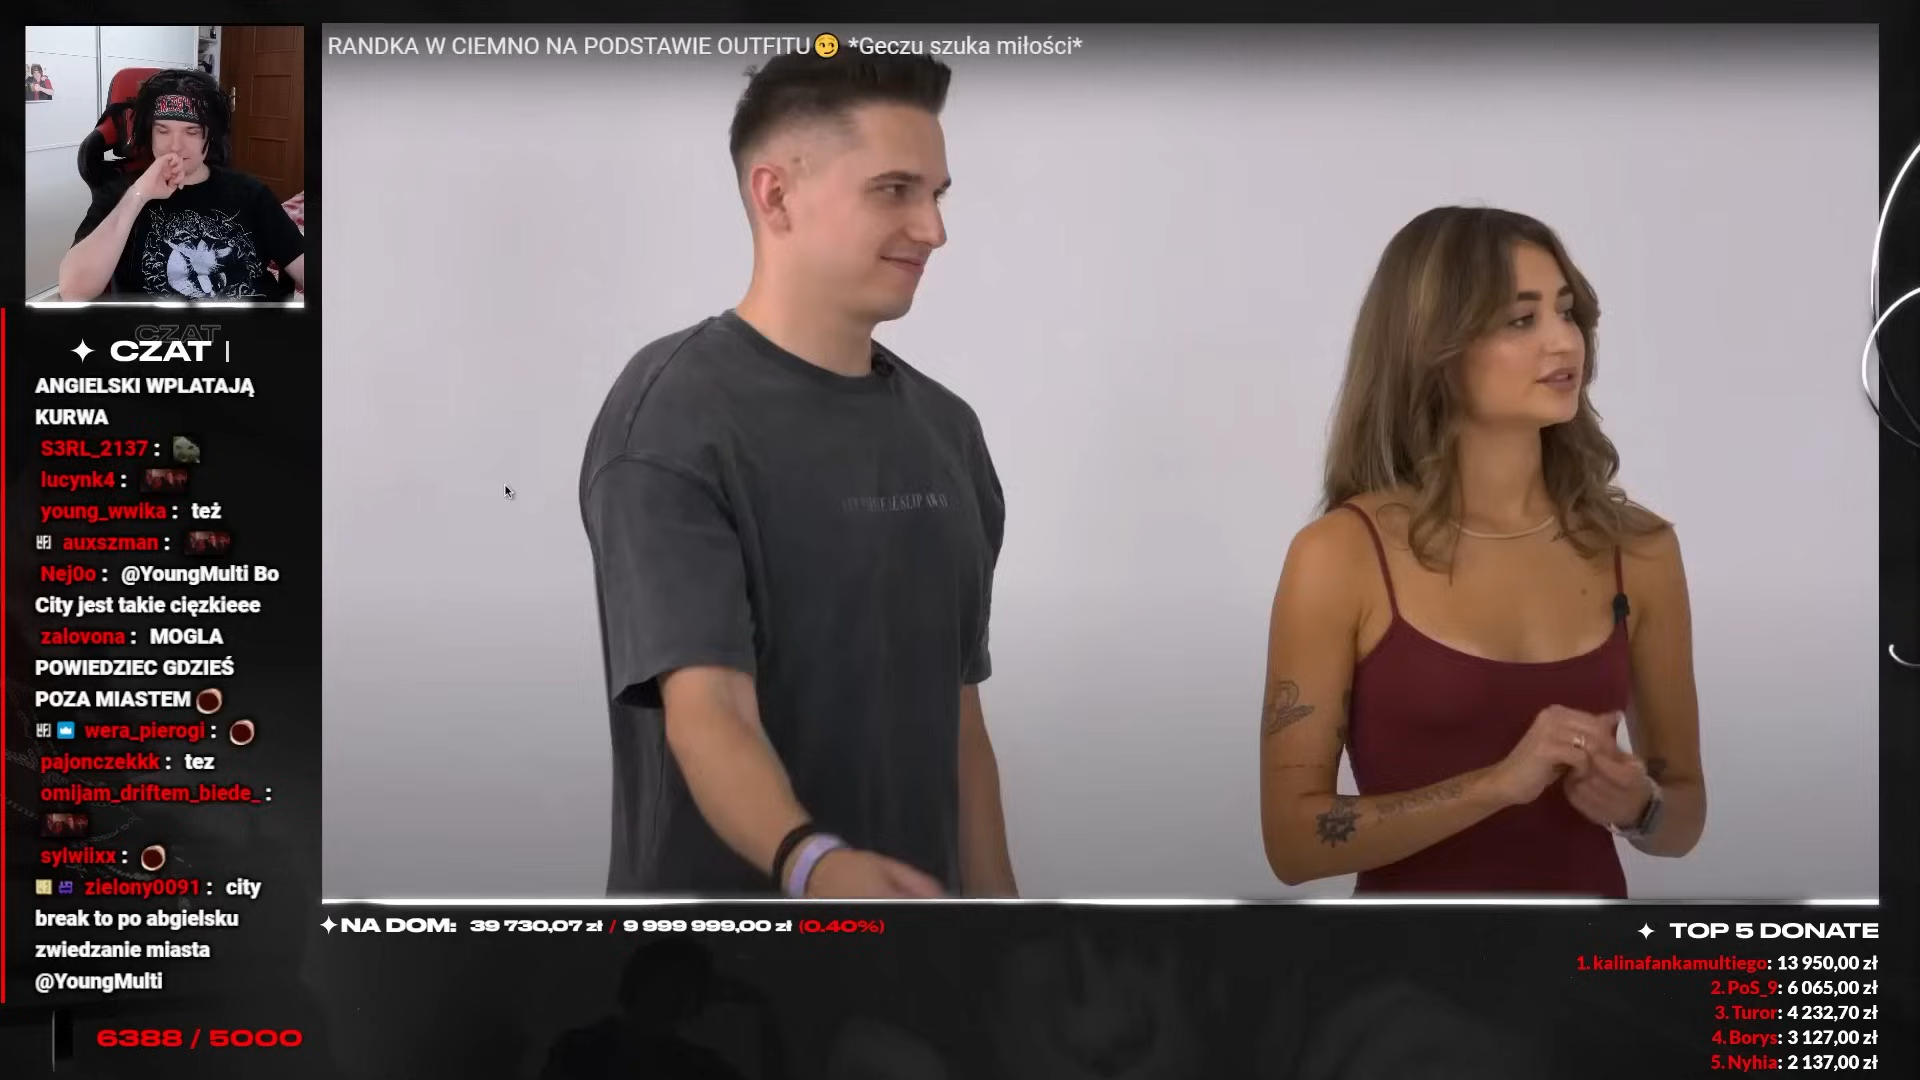 RANDKA W CIEMNO NA PODSTAWIE OUTFITU😏 *Geczu szuka miłości*
CZAT
CZAT
ANGIELSKI WPLATAJĄ
KURWA
S3RL_2137 :
lucynk4 :
young_wwika : też
auxszman :
Nej0o : @YoungMulti Bo
City jest takie ciężkieee
zalovona : MOGLA
POWIEDZIEC GDZIEŚ
POZA MIASTEM
wera_pierogi :
pajonczekkk : tez
omijam_driftem_biede_ :
sylwiixx :
zielony0091 : city
break to po abgielsku
zwiedzanie miasta
@YoungMulti
6388 / 5000
NA DOM: 39 730,07 zł / 9 999 999,00 zł (0.40%)
TOP 5 DONATE
1. kalinafankamultiego: 13 950,00 zł
2. PoS_9: 6 065,00 zł
3. Turor: 4 232,70 zł
4. Borys: 3 127,00 zł
5. Nyhia: 2 137,00 zł